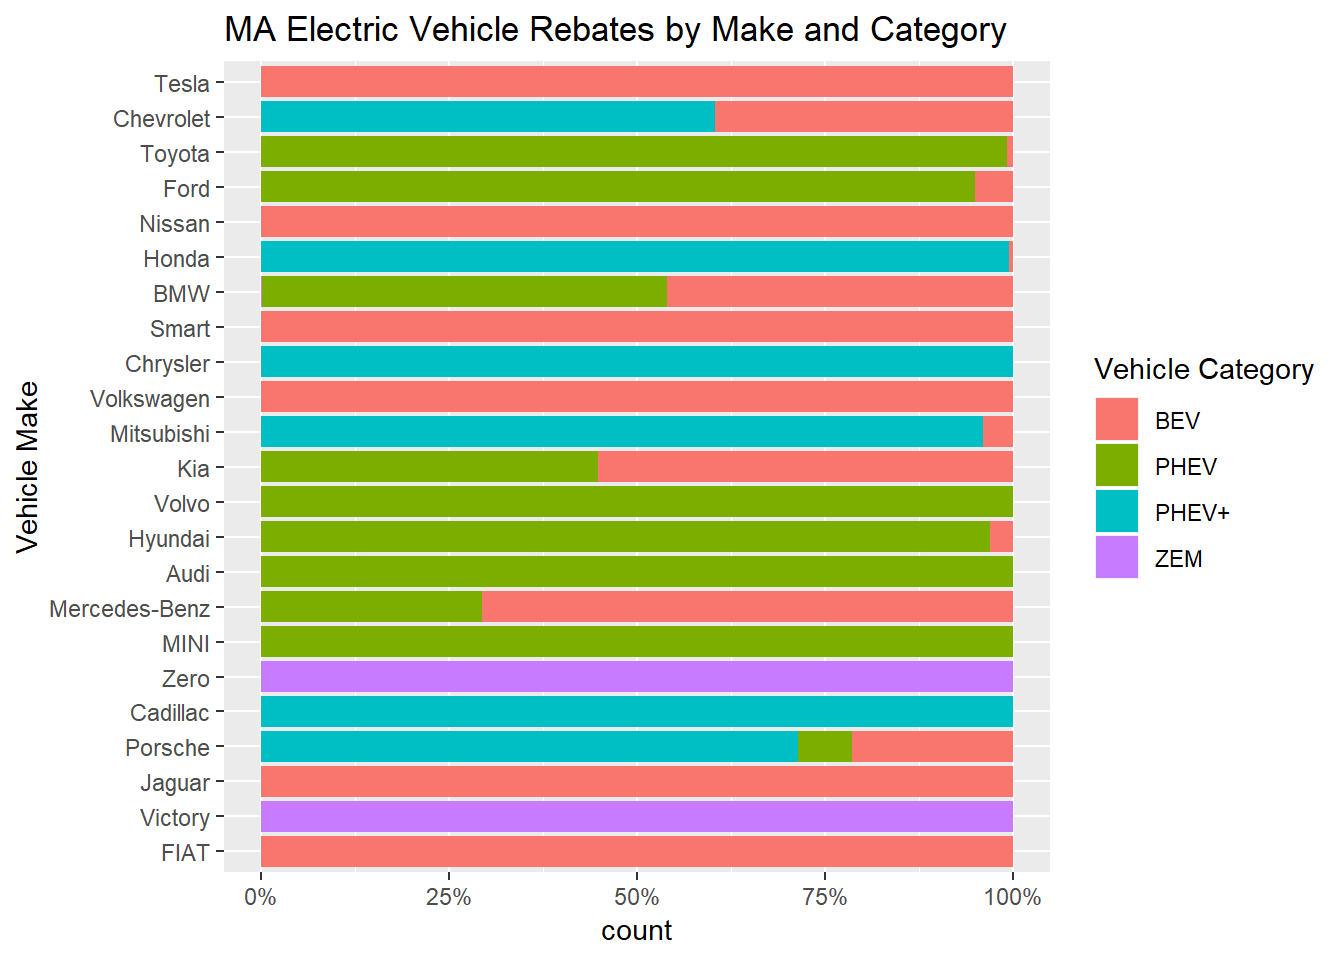 MA Electric Vehicle Rebates by Make and Category
Vehicle Make
Tesla
Chevrolet
Toyota
Ford
Nissan
Honda
BMW
Smart
Chrysler
Volkswagen
Mitsubishi
Kia
Volvo
Hyundai
Audi
Mercedes-Benz
MINI
Zero
Cadillac
Porsche
Jaguar
Victory
FIAT
0% 25% 50% 75% 100%
count
Vehicle Category
BEV
PHEV
PHEV+
ZEM